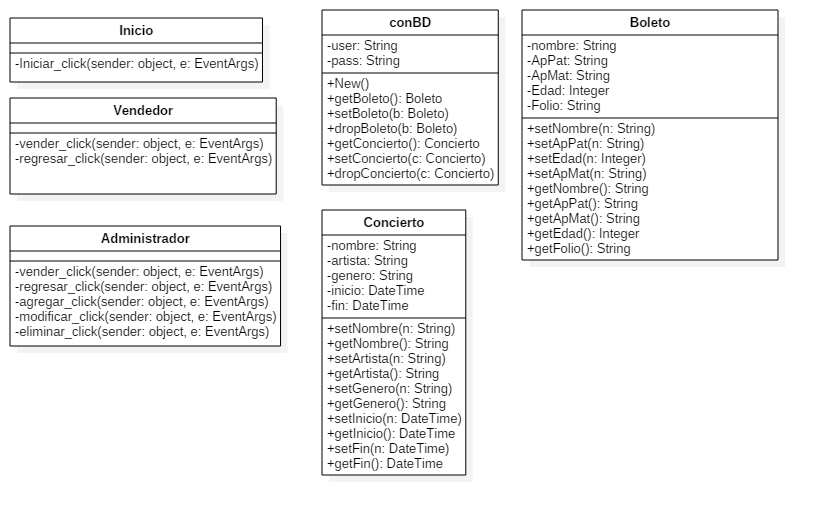 Inicio
-Iniciar_click(sender: object, e: EventArgs)
Vendedor
-vender_click(sender: object, e: EventArgs)
-regresar_click(sender: object, e: EventArgs)
Administrador
-vender_click(sender: object, e: EventArgs)
-regresar_click(sender: object, e: EventArgs)
-agregar_click(sender: object, e: EventArgs)
-modificar_click(sender: object, e: EventArgs)
-eliminar_click(sender: object, e: EventArgs)
conBD
-user: String
-pass: String
+New()
+getBoleto(): Boleto
+setBoleto(b: Boleto)
+dropBoleto(b: Boleto)
+getConcierto(): Concierto
+setConcierto(c: Concierto)
+dropConcierto(c: Concierto)
Concierto
-nombre: String
-artista: String
-genero: String
-inicio: DateTime
-fin: DateTime
+setNombre(n: String)
+getNombre(): String
+setArtista(n: String)
+getArtista(): String
+setGenero(n: String)
+getGenero(): String
+setInicio(n: DateTime)
+getInicio(): DateTime
+setFin(n: DateTime)
+getFin(): DateTime
Boleto
-nombre: String
-ApPat: String
-ApMat: String
-Edad: Integer
-Folio: String
+setNombre(n: String)
+setApPat(n: String)
+setEdad(n: Integer)
+setApMat(n: String)
+getNombre(): String
+getApPat(): String
+getApMat(): String
+getEdad(): Integer
+getFolio(): String